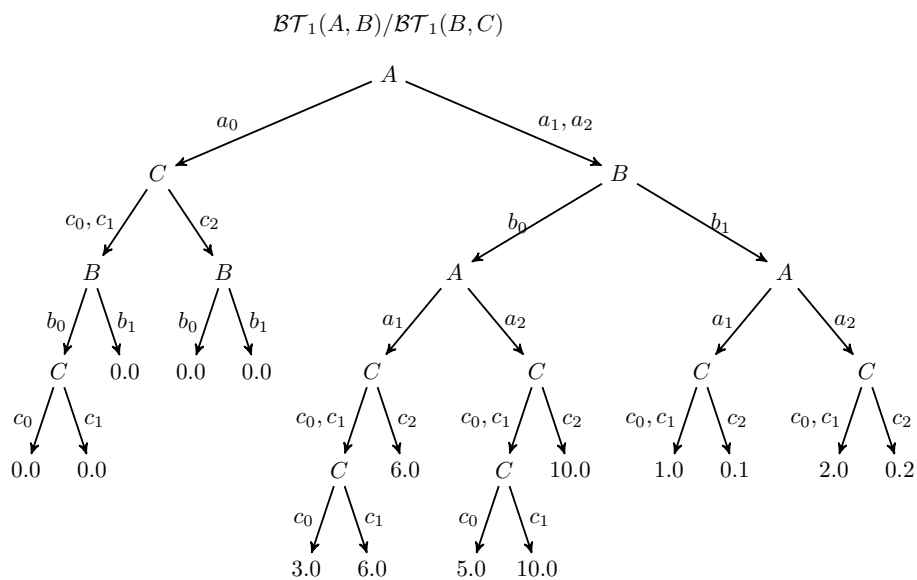 𝓑𝓣₁(A, B)/𝓑𝓣₁(B, C)
A
a₀ a₁, a₂
C B
c₀, c₁ c₂ b₀ b₁
B B A A
b₀ b₁ b₀ b₁ a₁ a₂ a₁ a₂
C 0.0 0.0 0.0 C C C C
c₀ c₁ c₀, c₁ c₂ c₀, c₁ c₂ c₀, c₁ c₂ c₀, c₁ c₂
0.0 0.0 C 6.0 C 10.0 1.0 0.1 2.0 0.2
c₀ c₁ c₀ c₁
3.0 6.0 5.0 10.0